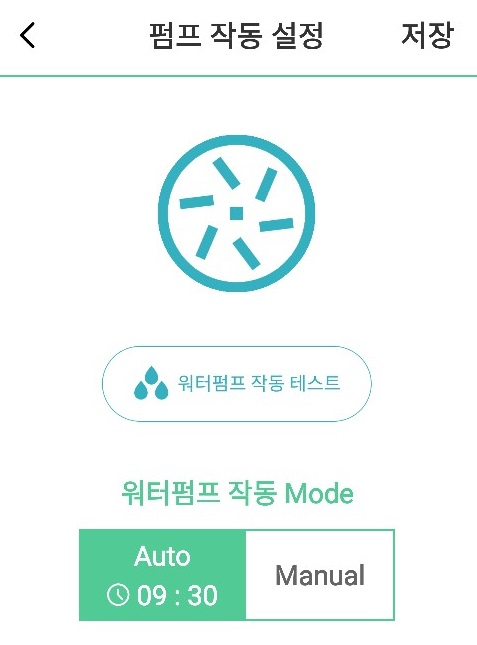 펌프 작동 설정 저장
워터펌프 작동 테스트
워터펌프 작동 Mode
Auto
09 : 30
Manual